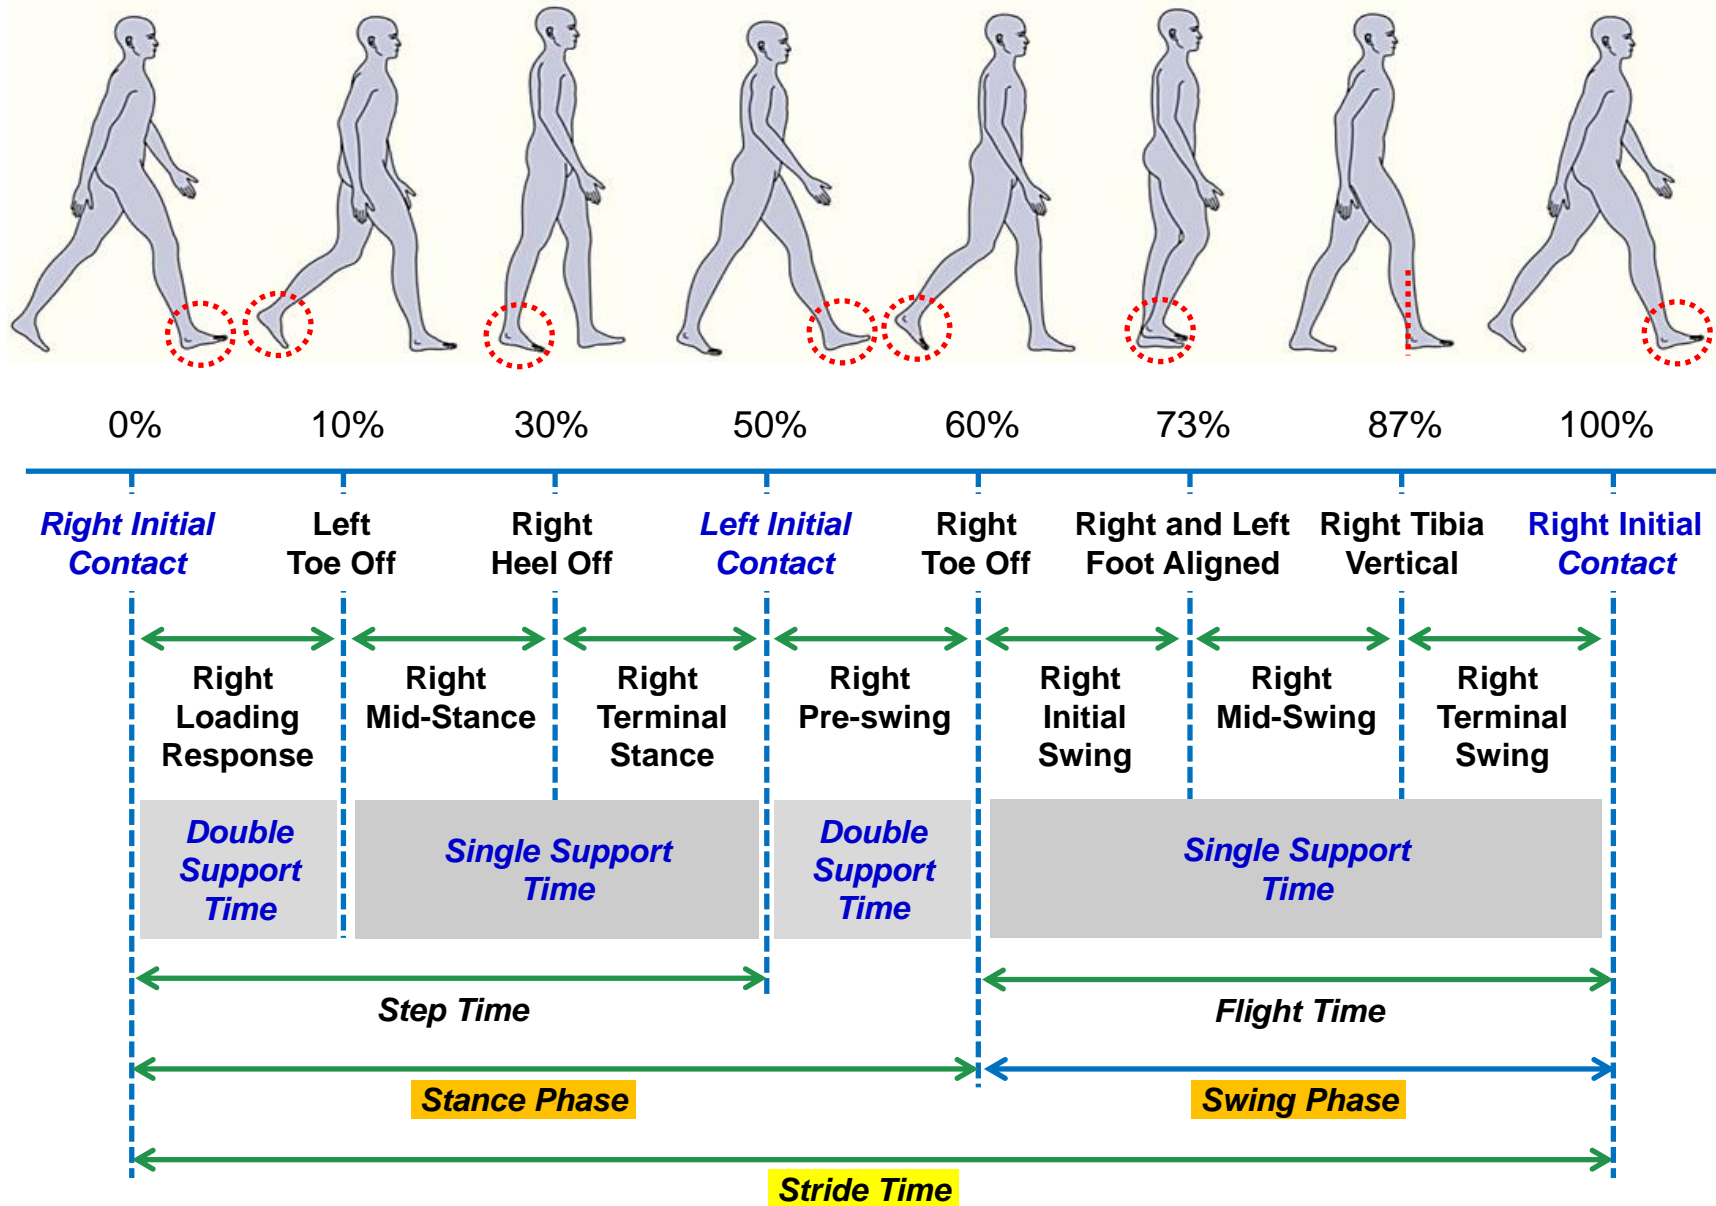 0% 10% 30% 50% 60% 73% 87% 100%
Right Initial
Contact
Left
Toe Off
Right
Heel Off
Left Initial
Contact
Right
Toe Off
Right and Left
Foot Aligned
Right Tibia
Vertical
Right Initial
Contact
Right
Loading
Response
Right
Mid-Stance
Right
Terminal
Stance
Right
Pre-swing
Right
Initial
Swing
Right
Mid-Swing
Right
Terminal
Swing
Double
Support
Time
Single Support
Time
Double
Support
Time
Single Support
Time
Step Time
Flight Time
Stance Phase
Swing Phase
Stride Time